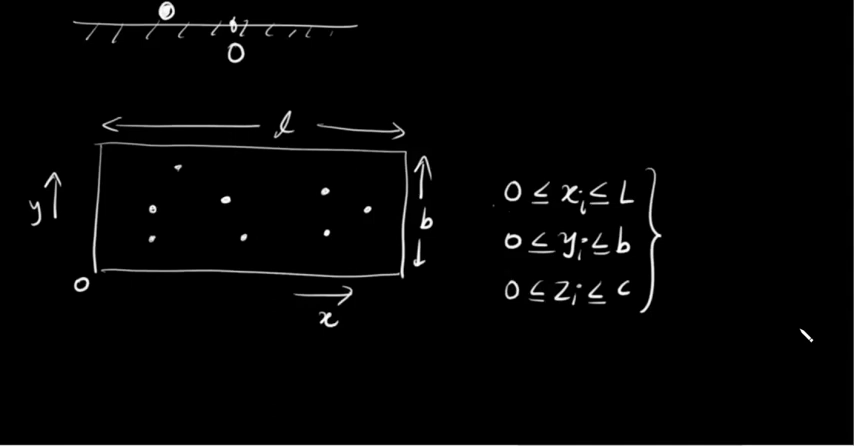 O
l
y
b
O
x
0 ≤ xᵢ ≤ L
0 ≤ yᵢ ≤ b
0 ≤ zᵢ ≤ c